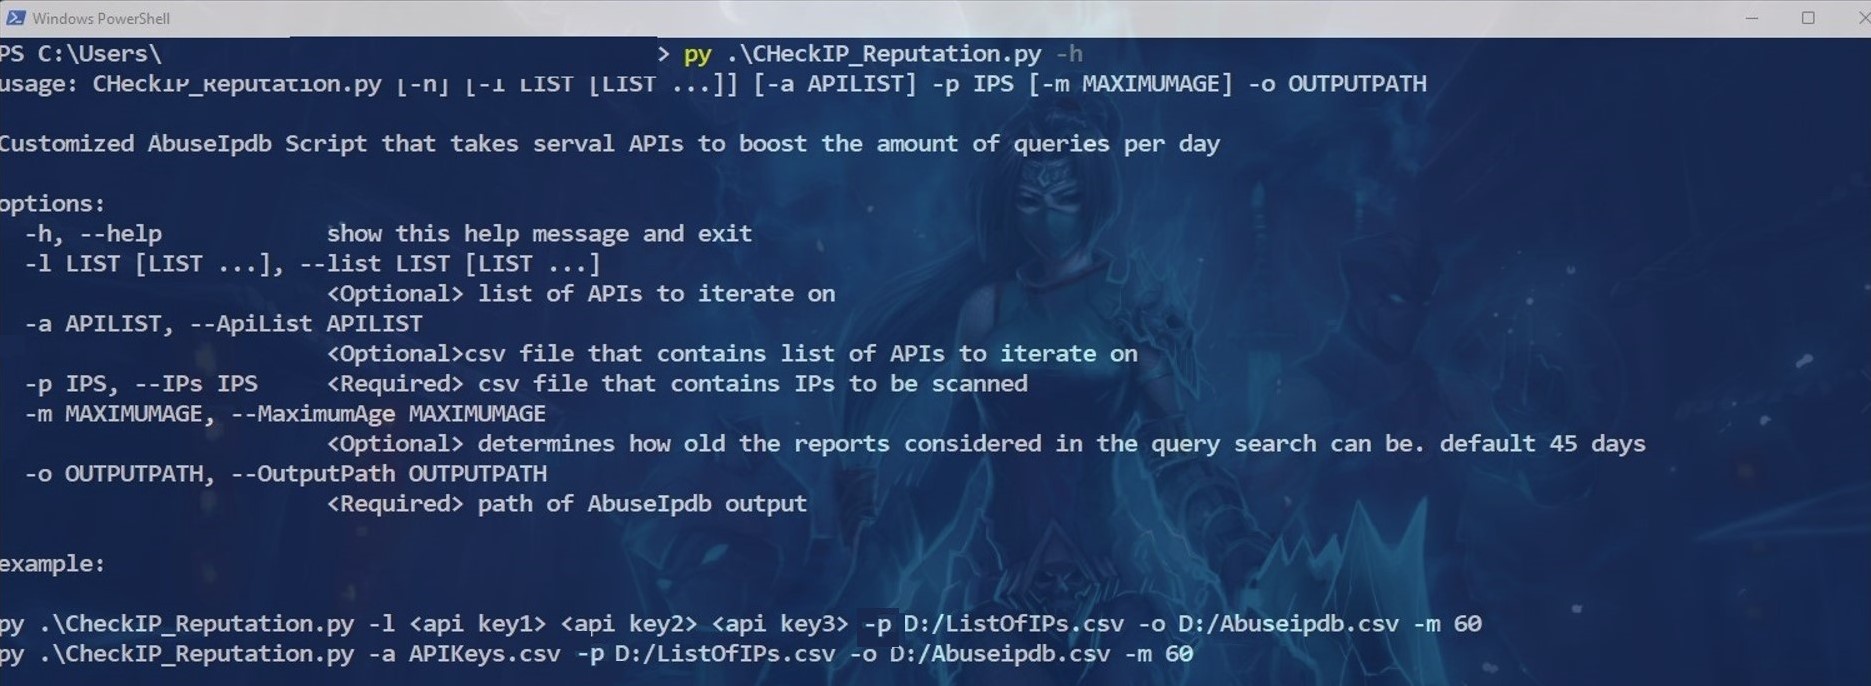 Windows PowerShell
PS C:\Users\ > py .\CHeckIP_Reputation.py -h
usage: CHeckIP_Reputation.py [-h] [-l LIST [LIST ...]] [-a APILIST] -p IPS [-m MAXIMUMAGE] -o OUTPUTPATH
Customized AbuseIpdb Script that takes serval APIs to boost the amount of queries per day
options:
-h, --help show this help message and exit
-l LIST [LIST ...], --list LIST [LIST ...]
<Optional> list of APIs to iterate on
-a APILIST, --ApiList APILIST
<Optional>csv file that contains list of APIs to iterate on
-p IPS, --IPs IPS <Required> csv file that contains IPs to be scanned
-m MAXIMUMAGE, --MaximumAge MAXIMUMAGE
<Optional> determines how old the reports considered in the query search can be. default 45 days
-o OUTPUTPATH, --OutputPath OUTPUTPATH
<Required> path of AbuseIpdb output
example:
py .\CheckIP_Reputation.py -l <api key1> <api key2> <api key3> -p D:/ListOfIPs.csv -o D:/Abuseipdb.csv -m 60
py .\CheckIP_Reputation.py -a APIKeys.csv -p D:/ListOfIPs.csv -o D:/Abuseipdb.csv -m 60